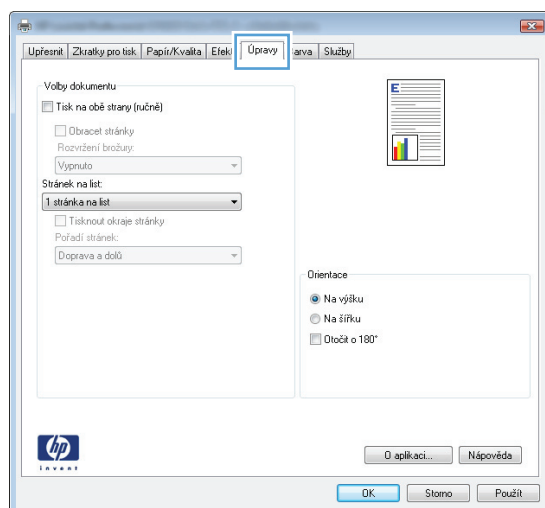 Upřesnit Zkratky pro tisk Papír/Kvalita Efek Úpravy arva Služby
Volby dokumentu
Tisk na obě strany (ručně)
Obracet stránky
Rozvržení brožury:
Vypnuto
Stránek na list:
1 stránka na list
Tisknout okraje stránky
Pořadí stránek:
Doprava a dolů
E
Orientace
Na výšku
Na šířku
Otočit o 180°
hp
invent
O aplikaci... Nápověda
OK Storno Použít